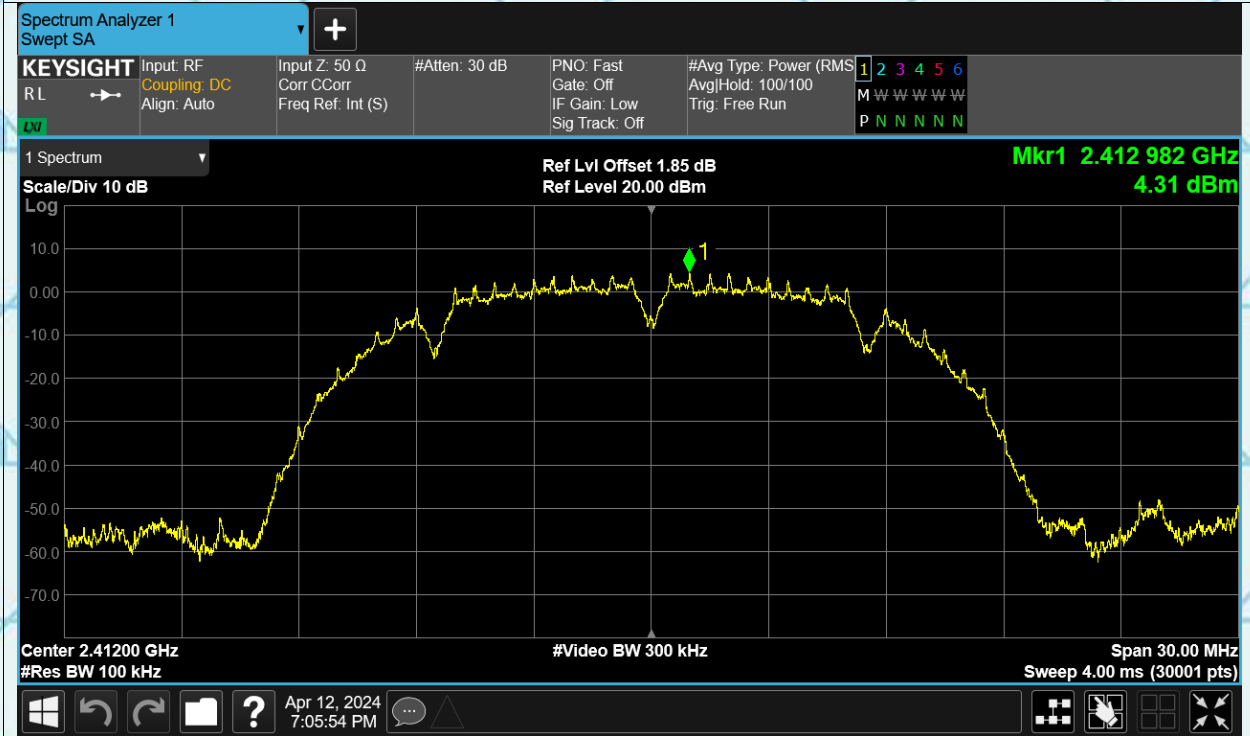 Spectrum Analyzer 1
Swept SA
+
KEYSIGHT
R L
LXI
Input: RF
Coupling: DC
Align: Auto
Input Z: 50 Ω
Corr CCorr
Freq Ref: Int (S)
#Atten: 30 dB
PNO: Fast
Gate: Off
IF Gain: Low
Sig Track: Off
#Avg Type: Power (RMS
Avg|Hold: 100/100
Trig: Free Run
1 2 3 4 5 6
M W W W W W
P N N N N N
1 Spectrum
Scale/Div 10 dB
Log
Ref Lvl Offset 1.85 dB
Ref Level 20.00 dBm
Mkr1 2.412 982 GHz
4.31 dBm
1
10.0
0.00
-10.0
-20.0
-30.0
-40.0
-50.0
-60.0
-70.0
Center 2.41200 GHz
#Res BW 100 kHz
#Video BW 300 kHz
Span 30.00 MHz
Sweep 4.00 ms (30001 pts)
?
Apr 12, 2024
7:05:54 PM